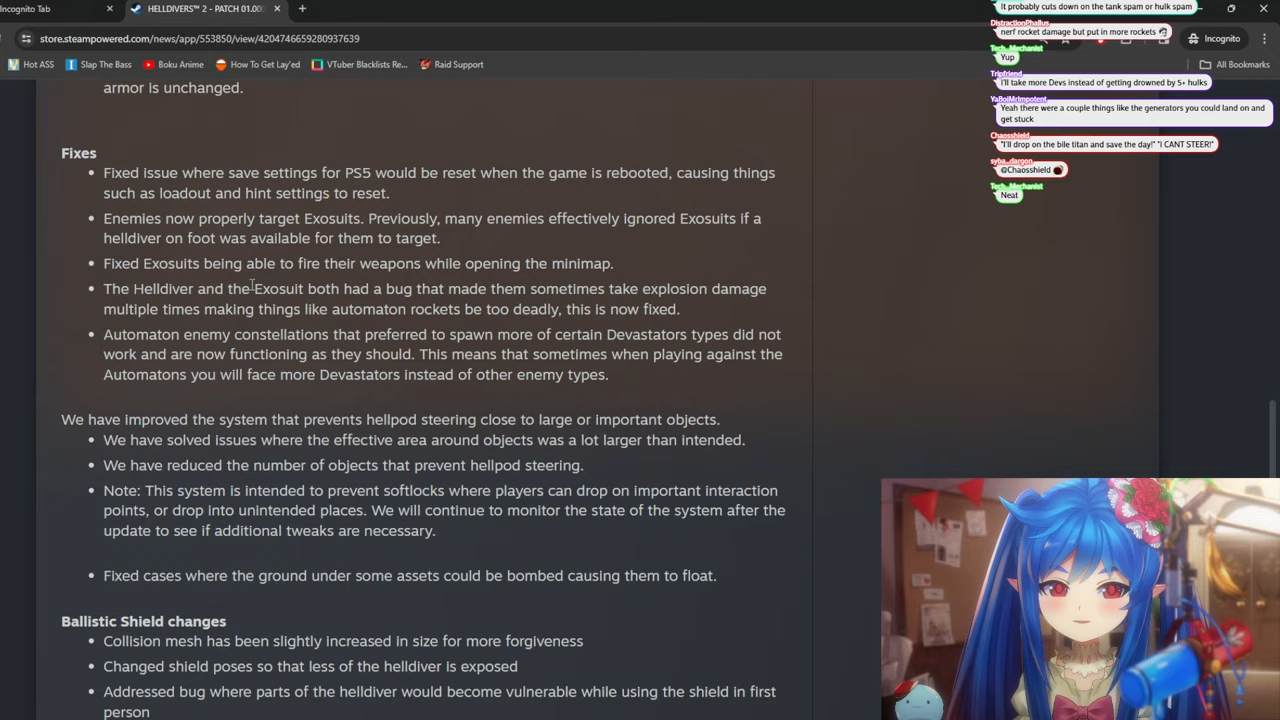 Incognito Tab
HELLDIVERS™ 2 - PATCH 01.00
store.steampowered.com/news/app/553850/view/4204746692890937639
Incognito
Hot ASS
Slap The Bass
Boku Anime
How To Get Lay'ed
VTuber Blacklists Re...
Raid Support
All Bookmarks
armor is unchanged.
Fixes
Fixed issue where save settings for PS5 would be reset when the game is rebooted, causing things
such as loadout and hint settings to reset.
Enemies now properly target Exosuits. Previously, many enemies effectively ignored Exosuits if a
helldiver on foot was available for them to target.
Fixed Exosuits being able to fire their weapons while opening the minimap.
The Helldiver and the Exosuit both had a bug that made them sometimes take explosion damage
multiple times making things like automaton rockets be too deadly, this is now fixed.
Automaton enemy constellations that preferred to spawn more of certain Devastators types did not
work and are now functioning as they should. This means that sometimes when playing against the
Automatons you will face more Devastators instead of other enemy types.
We have improved the system that prevents hellpod steering close to large or important objects.
We have solved issues where the effective area around objects was a lot larger than intended.
We have reduced the number of objects that prevent hellpod steering.
Note: This system is intended to prevent softlocks where players can drop on important interaction
points, or drop into unintended places. We will continue to monitor the state of the system after the
update to see if additional tweaks are necessary.
Fixed cases where the ground under some assets could be bombed causing them to float.
Ballistic Shield changes
Collision mesh has been slightly increased in size for more forgiveness
Changed shield poses so that less of the helldiver is exposed
Addressed bug where parts of the helldiver would become vulnerable while using the shield in first
person
It probably cuts down on the tank spam or hulk spam
DistractionPhallus
nerf rocket damage but put in more rockets
Tech_Mechanist
Yup
Tripfriend
I'll take more Devs instead of getting drowned by 5+ hulks
YaBoiMrImpotent
Yeah there were a couple things like the generators you could land on and
get stuck
Chaosshield
"I'll drop on the bile titan and save the day!" "I CANT STEER!"
syba_dargon
@Chaosshield
Tech_Mechanist
Neat